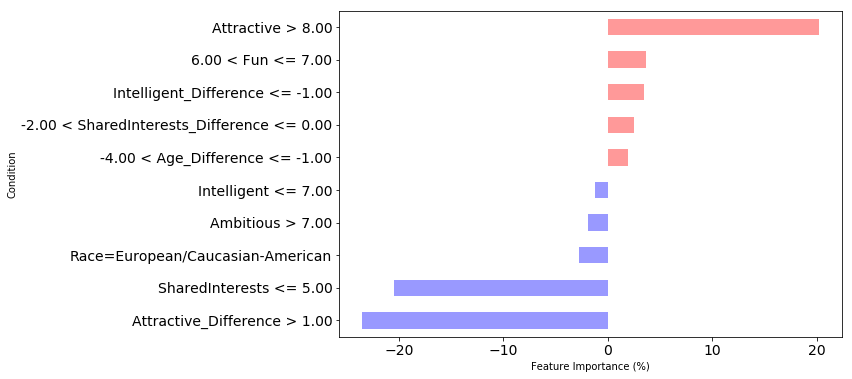 Attractive > 8.00
6.00 < Fun <= 7.00
Intelligent_Difference <= -1.00
-2.00 < SharedInterests_Difference <= 0.00
-4.00 < Age_Difference <= -1.00
Intelligent <= 7.00
Ambitious > 7.00
Race=European/Caucasian-American
SharedInterests <= 5.00
Attractive_Difference > 1.00
Condition
−20 −10 0 10 20
Feature Importance (%)